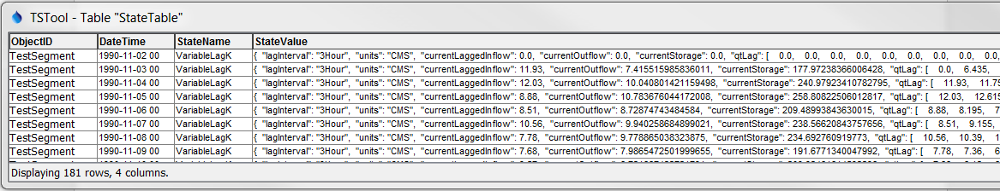 TSTool - Table "StateTable"
ObjectID DateTime StateName StateValue
TestSegment 1990-11-02 00 VariableLagK { "lagInterval": "3Hour", "units": "CMS", "currentLaggedInflow": 0.0, "currentOutflow": 0.0, "currentStorage": 0.0, "qtLag": [ 0.0, 0.0, 0.0, 0.0, 0.0, 0.0, 0.0, 0.0,
TestSegment 1990-11-03 00 VariableLagK { "lagInterval": "3Hour", "units": "CMS", "currentLaggedInflow": 11.93, "currentOutflow": 7.415515985836011, "currentStorage": 177.97238366006428, "qtLag": [ 0.0, 6.435,
TestSegment 1990-11-04 00 VariableLagK { "lagInterval": "3Hour", "units": "CMS", "currentLaggedInflow": 12.03, "currentOutflow": 10.040801421159498, "currentStorage": 240.97923410782795, "qtLag": [ 11.93, 11.75
TestSegment 1990-11-05 00 VariableLagK { "lagInterval": "3Hour", "units": "CMS", "currentLaggedInflow": 8.88, "currentOutflow": 10.783676044172008, "currentStorage": 258.80822506012817, "qtLag": [ 12.03, 12.615
TestSegment 1990-11-06 00 VariableLagK { "lagInterval": "3Hour", "units": "CMS", "currentLaggedInflow": 8.51, "currentOutflow": 8.72874743484584, "currentStorage": 209.48993843630015, "qtLag": [ 8.88, 8.195, 7
TestSegment 1990-11-07 00 VariableLagK { "lagInterval": "3Hour", "units": "CMS", "currentLaggedInflow": 10.56, "currentOutflow": 9.940258684899021, "currentStorage": 238.56620843757656, "qtLag": [ 8.51, 9.155,
TestSegment 1990-11-08 00 VariableLagK { "lagInterval": "3Hour", "units": "CMS", "currentLaggedInflow": 7.78, "currentOutflow": 9.778865038323875, "currentStorage": 234.692760919773, "qtLag": [ 10.56, 10.39, 1
TestSegment 1990-11-09 00 VariableLagK { "lagInterval": "3Hour", "units": "CMS", "currentLaggedInflow": 7.68, "currentOutflow": 7.9865472501999655, "currentStorage": 191.6771340047992, "qtLag": [ 7.78, 7.36, 6
Displaying 181 rows, 4 columns.